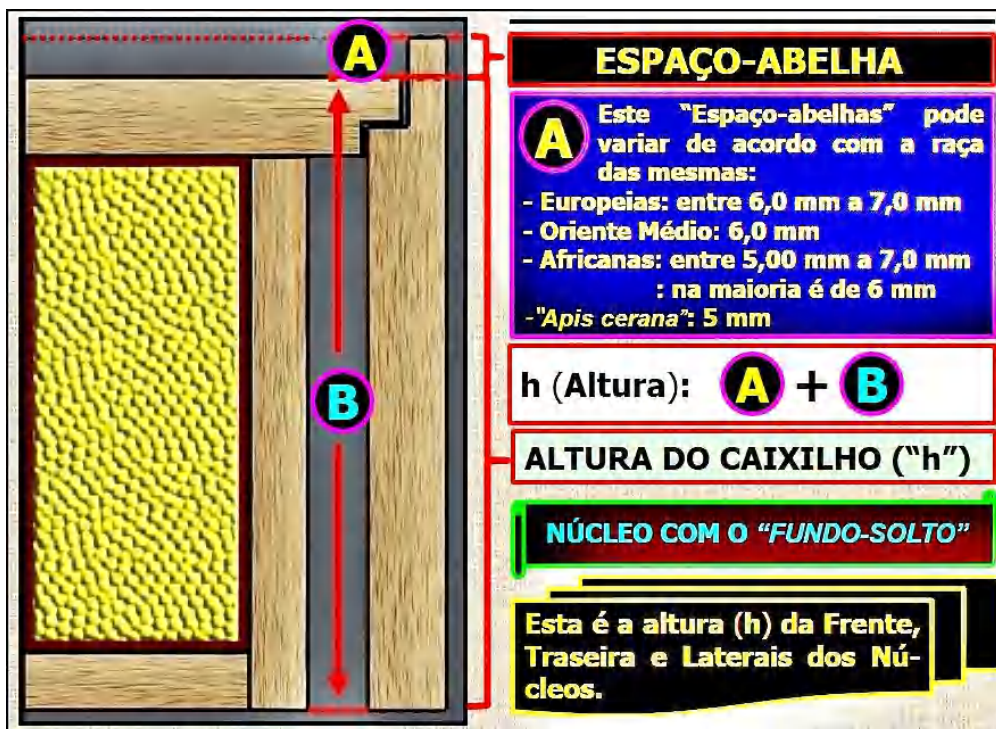 A
B
ESPAÇO-ABELHA
A
Este "Espaço-abelhas" pode
variar de acordo com a raça
das mesmas:
- Europeias: entre 6,0 mm a 7,0 mm
- Oriente Médio: 6,0 mm
- Africanas: entre 5,00 mm a 7,0 mm
: na maioria é de 6 mm
-"Apis cerana": 5 mm
h (Altura): A + B
ALTURA DO CAIXILHO ("h")
NÚCLEO COM O "FUNDO-SOLTO"
Esta é a altura (h) da Frente,
Traseira e Laterais dos Nú-
cleos.